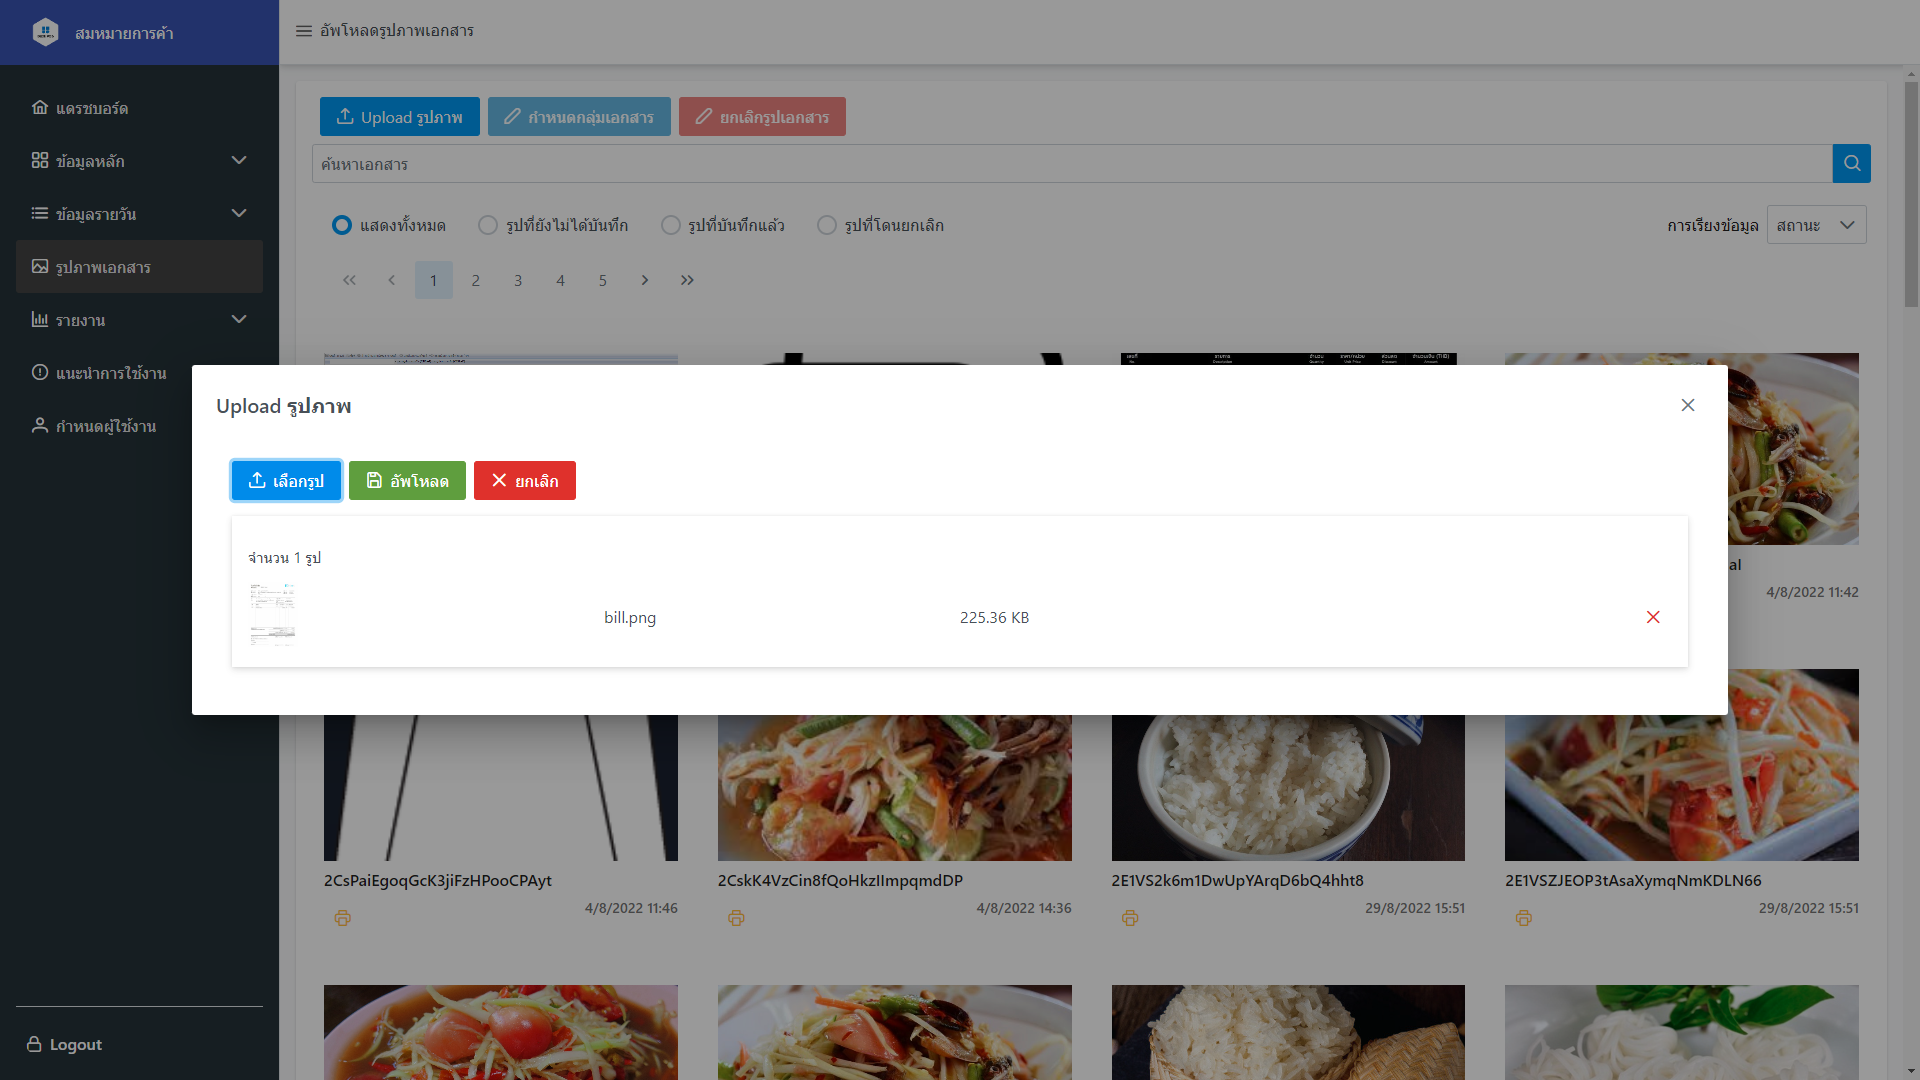 สมหมายการค้า
อัพโหลดรูปภาพเอกสาร
แดรชบอร์ด
ข้อมูลหลัก
ข้อมูลรายวัน
รูปภาพเอกสาร
รายงาน
แนะนำการใช้งาน
กำหนดผู้ใช้งาน
Logout
Upload รูปภาพ
กำหนดกลุ่มเอกสาร
ยกเลิกรูปเอกสาร
ค้นหาเอกสาร
แสดงทั้งหมด
รูปที่ยังไม่ได้บันทึก
รูปที่บันทึกแล้ว
รูปที่โดนยกเลิก
การเรียงข้อมูล
สถานะ
1 2 3 4 5
Upload รูปภาพ
เลือกรูป
อัพโหลด
ยกเลิก
จำนวน 1 รูป
bill.png
225.36 KB
al
4/8/2022 11:42
2CsPaiEgoqGcK3jiFzHPooCPAyt
4/8/2022 11:46
2CskK4VzCin8fQoHkzIImpqmdDP
4/8/2022 14:36
2E1VS2k6m1DwUpYArqD6bQ4hht8
29/8/2022 15:51
2E1VSZJEOP3tAsaXymqNmKDLN66
29/8/2022 15:51